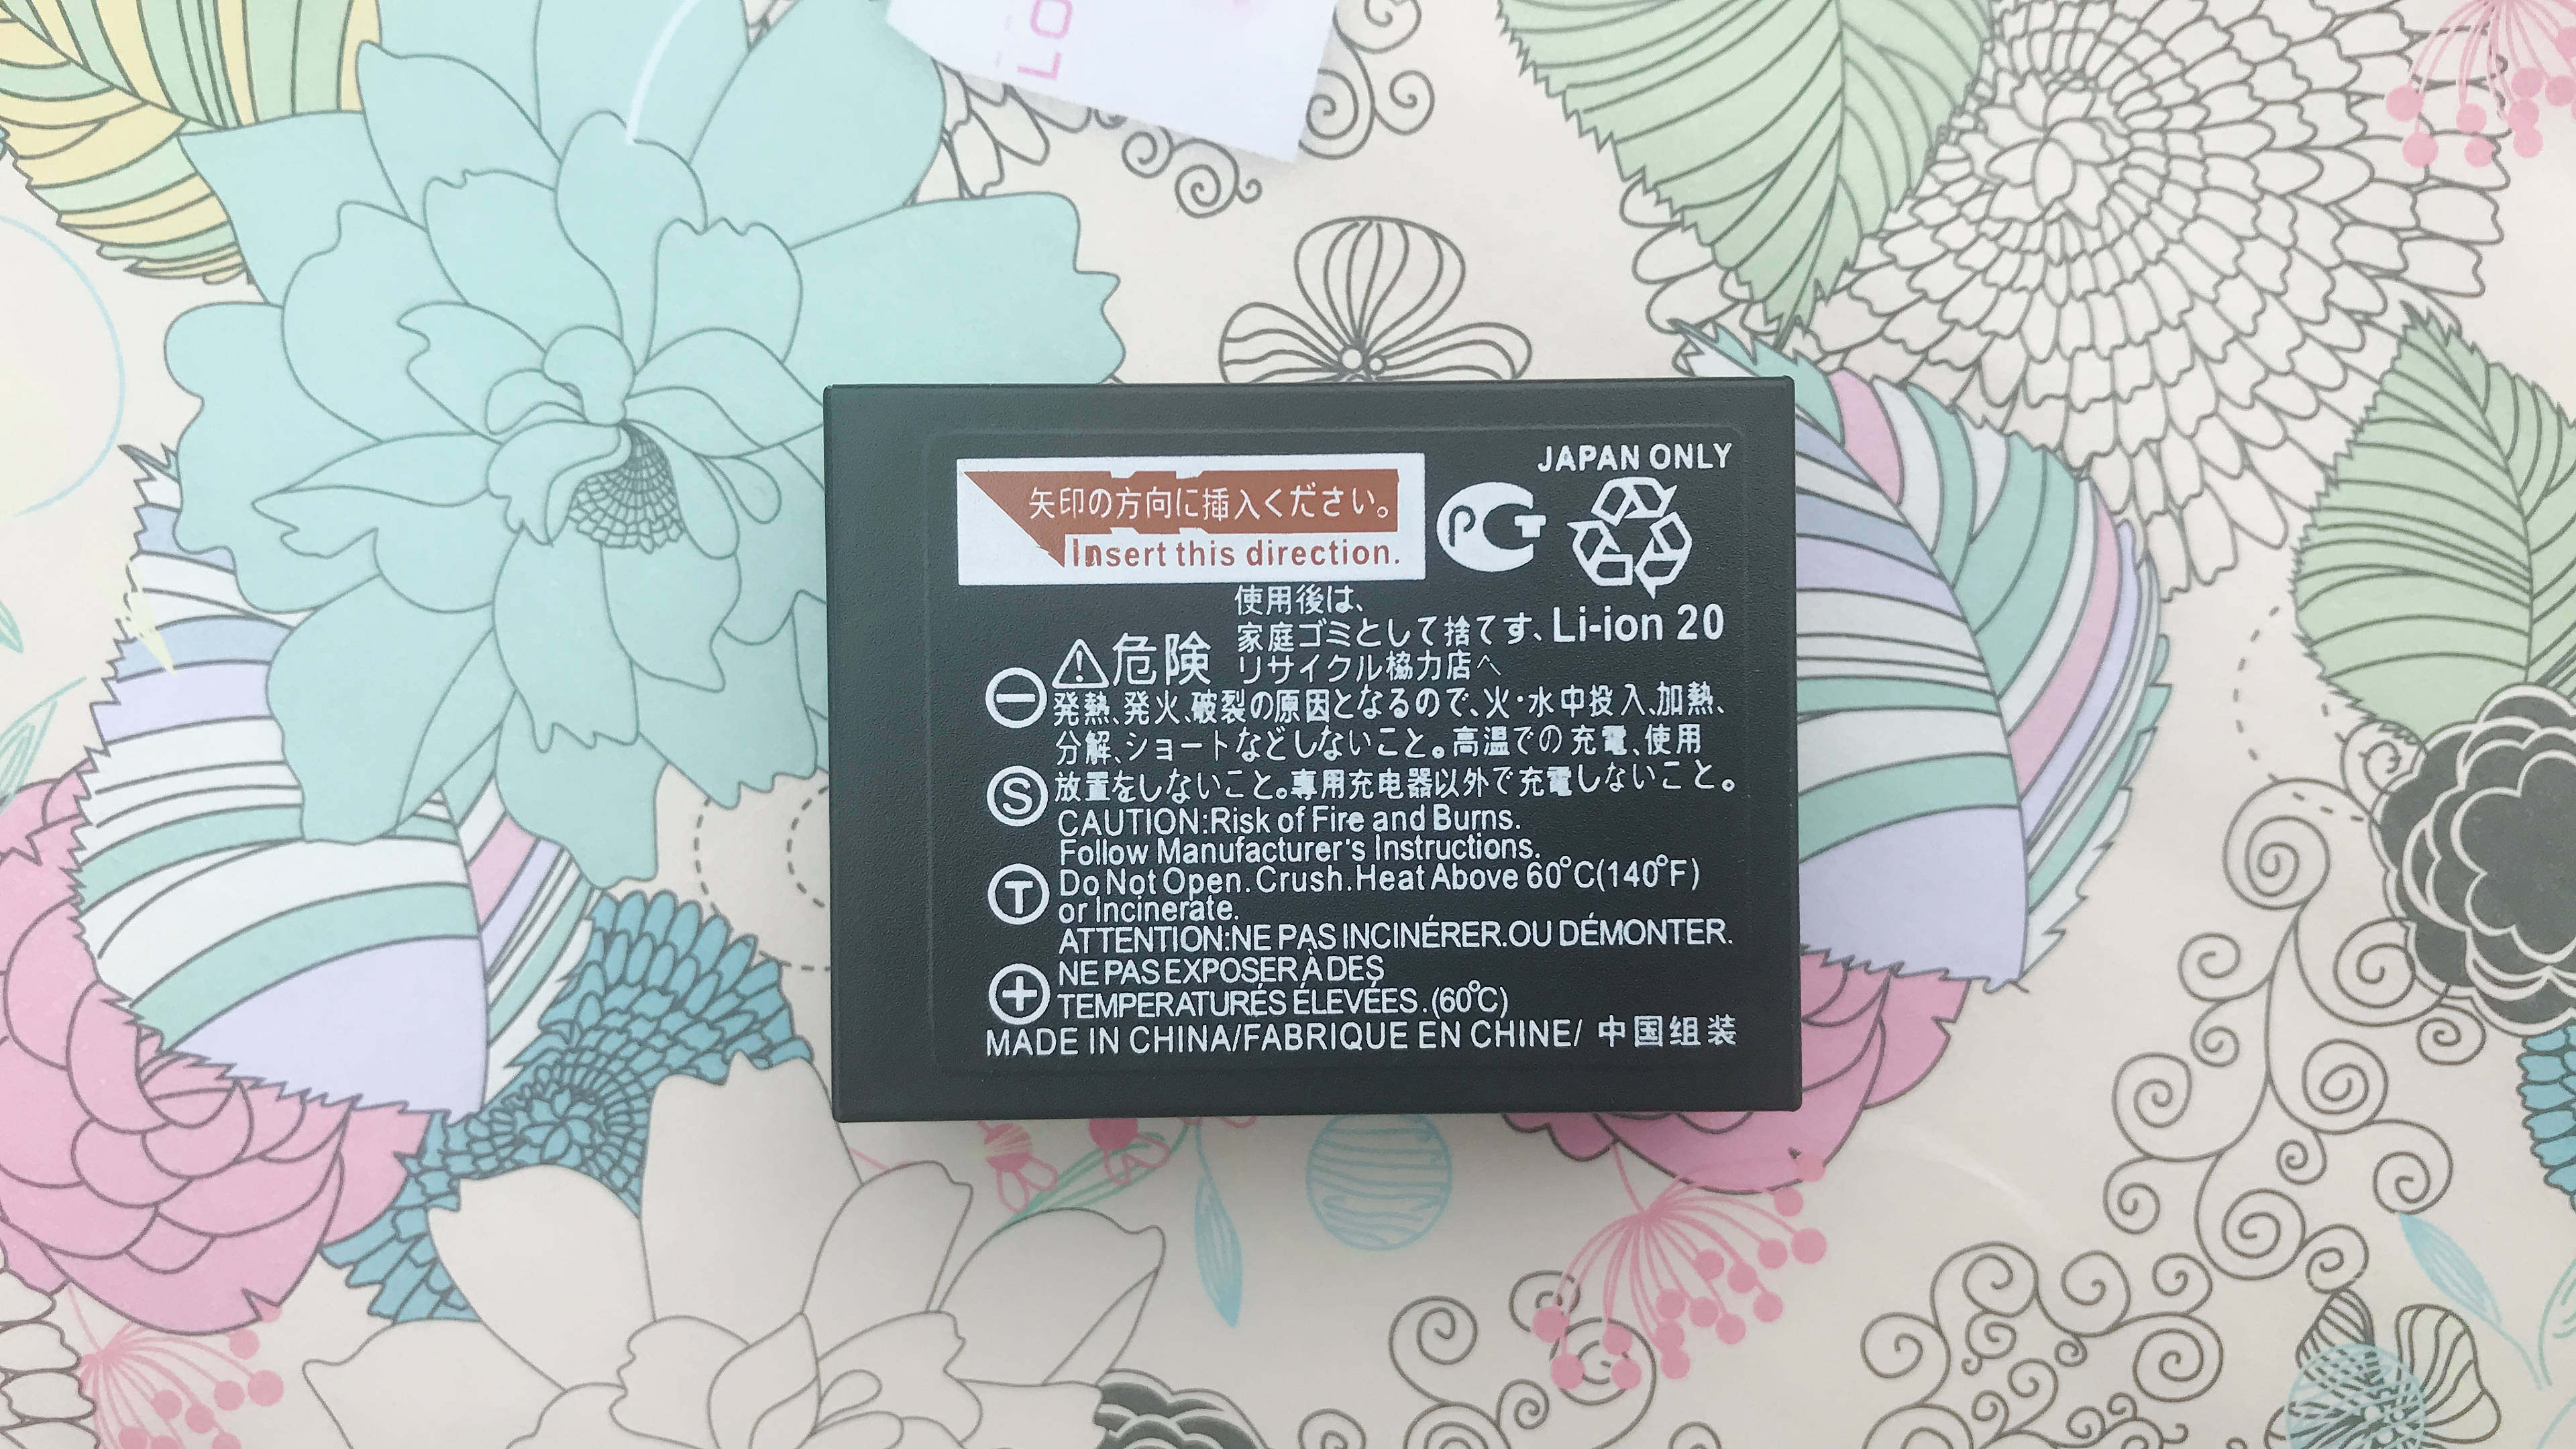 LO
JAPAN ONLY
矢印の方向に挿入ください。
Insert this direction.
使用後は、
家庭ゴミとして捨てす、
リサイクル協力店へ
Li-ion 20
危険
発熱、発火、破裂の原因となるので、火・水中投入、加熱、
分解、ショートなどしないこと。高温での充電、使用
放置をしないこと。専用充电器以外で充電しないこと。
CAUTION:Risk of Fire and Burns.
Follow Manufacturer's Instructions.
Do Not Open.Crush.Heat Above 60°C(140°F)
or Incinerate.
ATTENTION:NE PAS INCINÉRER.OU DÉMONTER.
NE PAS EXPOSER À DES
TEMPERATURÉS ÉLEVÉES.(60°C)
MADE IN CHINA/FABRIQUE EN CHINE/ 中国组装
−
S
T
+